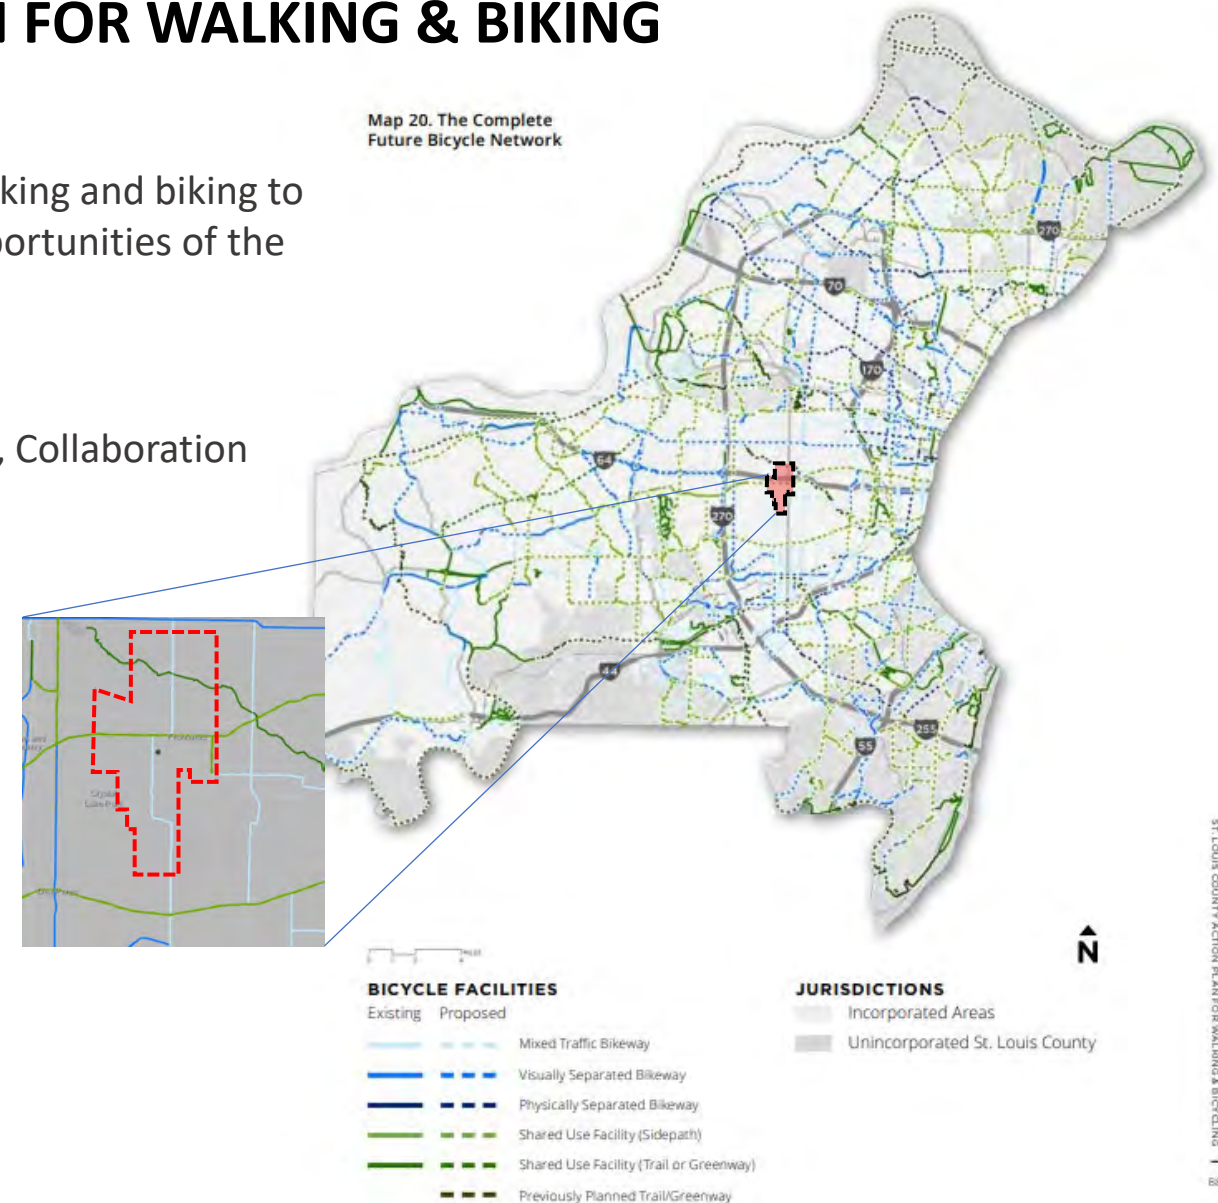 FOR WALKING & BIKING
king and biking to
portunities of the
, Collaboration
Map 20. The Complete
Future Bicycle Network
270
70
170
64
270
44
255
55
N
BICYCLE FACILITIES
Existing Proposed
Mixed Traffic Bikeway
Visually Separated Bikeway
Physically Separated Bikeway
Shared Use Facility (Sidepath)
Shared Use Facility (Trail or Greenway)
Previously Planned Trail/Greenway
JURISDICTIONS
Incorporated Areas
Unincorporated St. Louis County
ST. LOUIS COUNTY ACTION PLAN FOR WALKING & BICYCLING